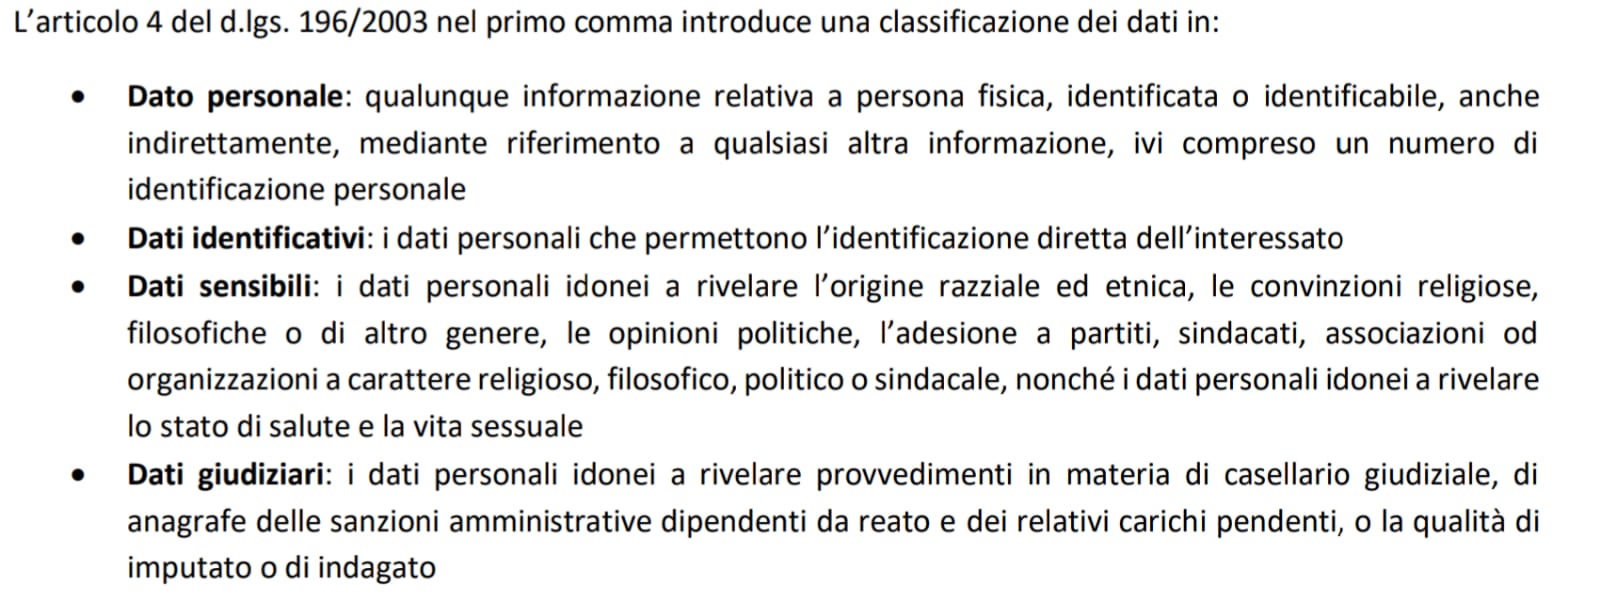 L’articolo 4 del d.lgs. 196/2003 nel primo comma introduce una classificazione dei dati in:
• Dato personale: qualunque informazione relativa a persona fisica, identificata o identificabile, anche
indirettamente, mediante riferimento a qualsiasi altra informazione, ivi compreso un numero di
identificazione personale
• Dati identificativi: i dati personali che permettono l’identificazione diretta dell’interessato
• Dati sensibili: i dati personali idonei a rivelare l’origine razziale ed etnica, le convinzioni religiose,
filosofiche o di altro genere, le opinioni politiche, l’adesione a partiti, sindacati, associazioni od
organizzazioni a carattere religioso, filosofico, politico o sindacale, nonché i dati personali idonei a rivelare
lo stato di salute e la vita sessuale
• Dati giudiziari: i dati personali idonei a rivelare provvedimenti in materia di casellario giudiziale, di
anagrafe delle sanzioni amministrative dipendenti da reato e dei relativi carichi pendenti, o la qualità di
imputato o di indagato